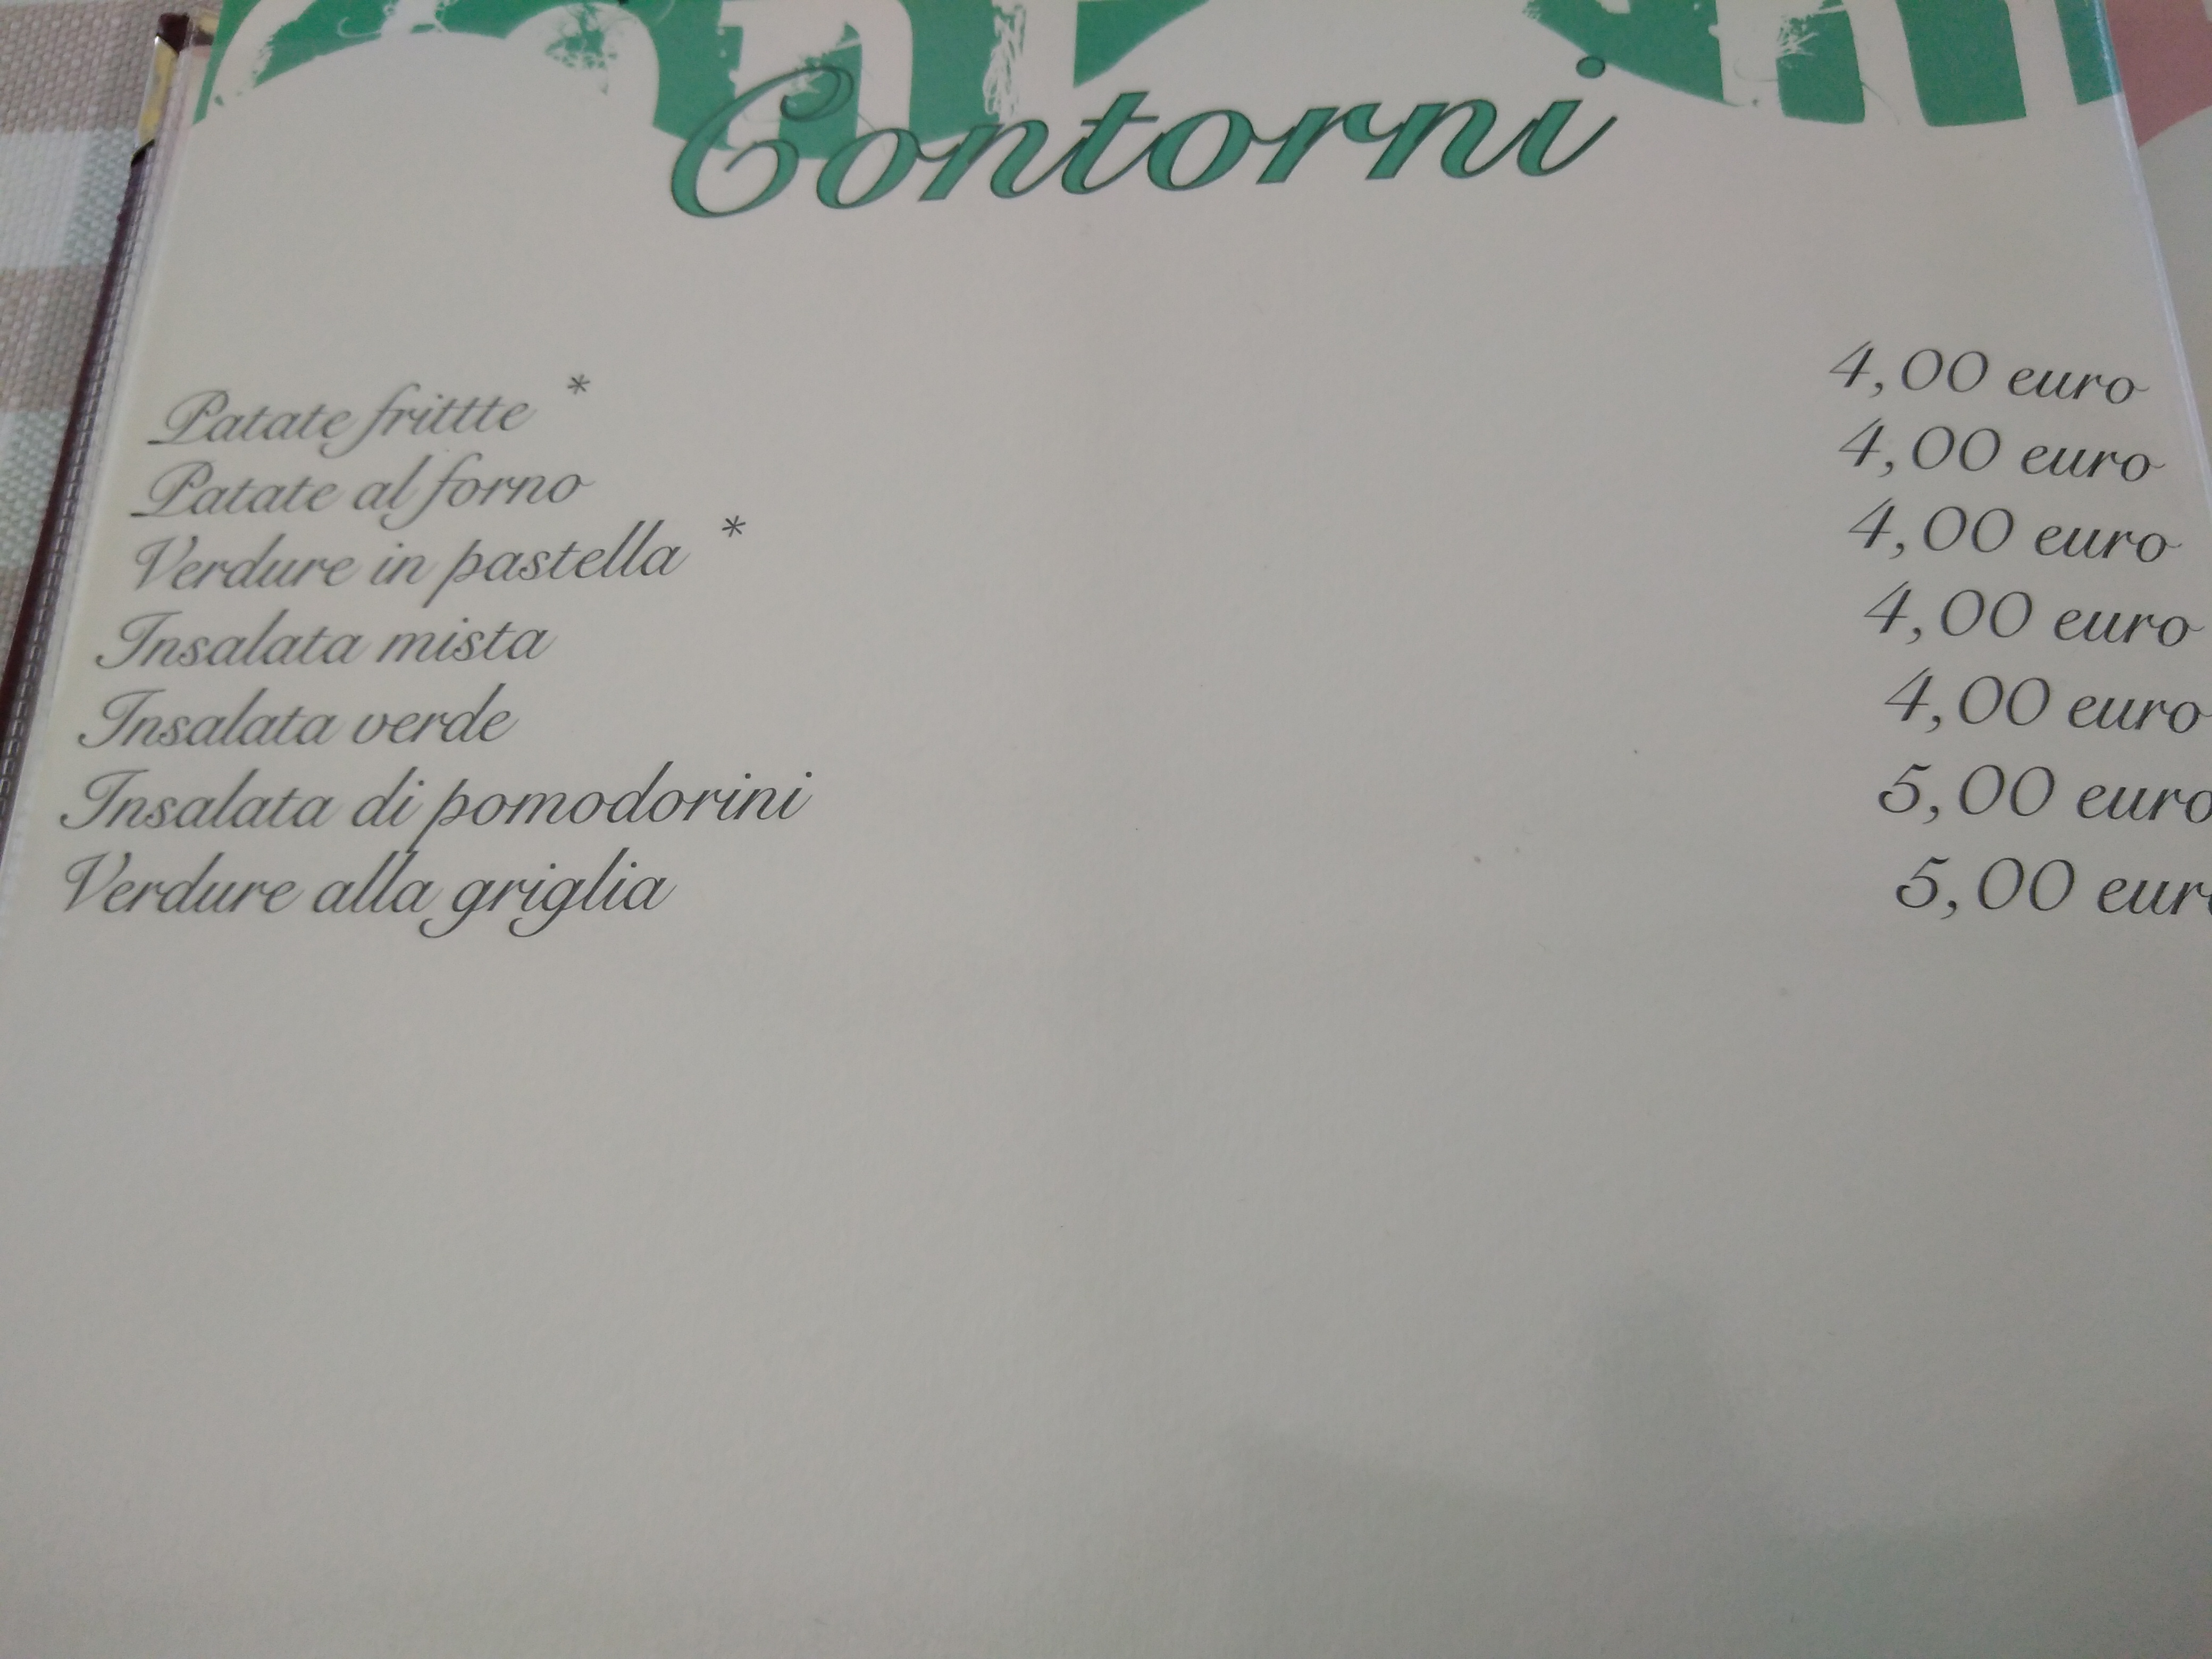 Contorni
Patate frittte * 4,00 euro
Patate al forno 4,00 euro
Verdure in pastella * 4,00 euro
Insalata mista 4,00 euro
Insalata verde 4,00 euro
Insalata di pomodorini 5,00 euro
Verdure alla griglia 5,00 euro